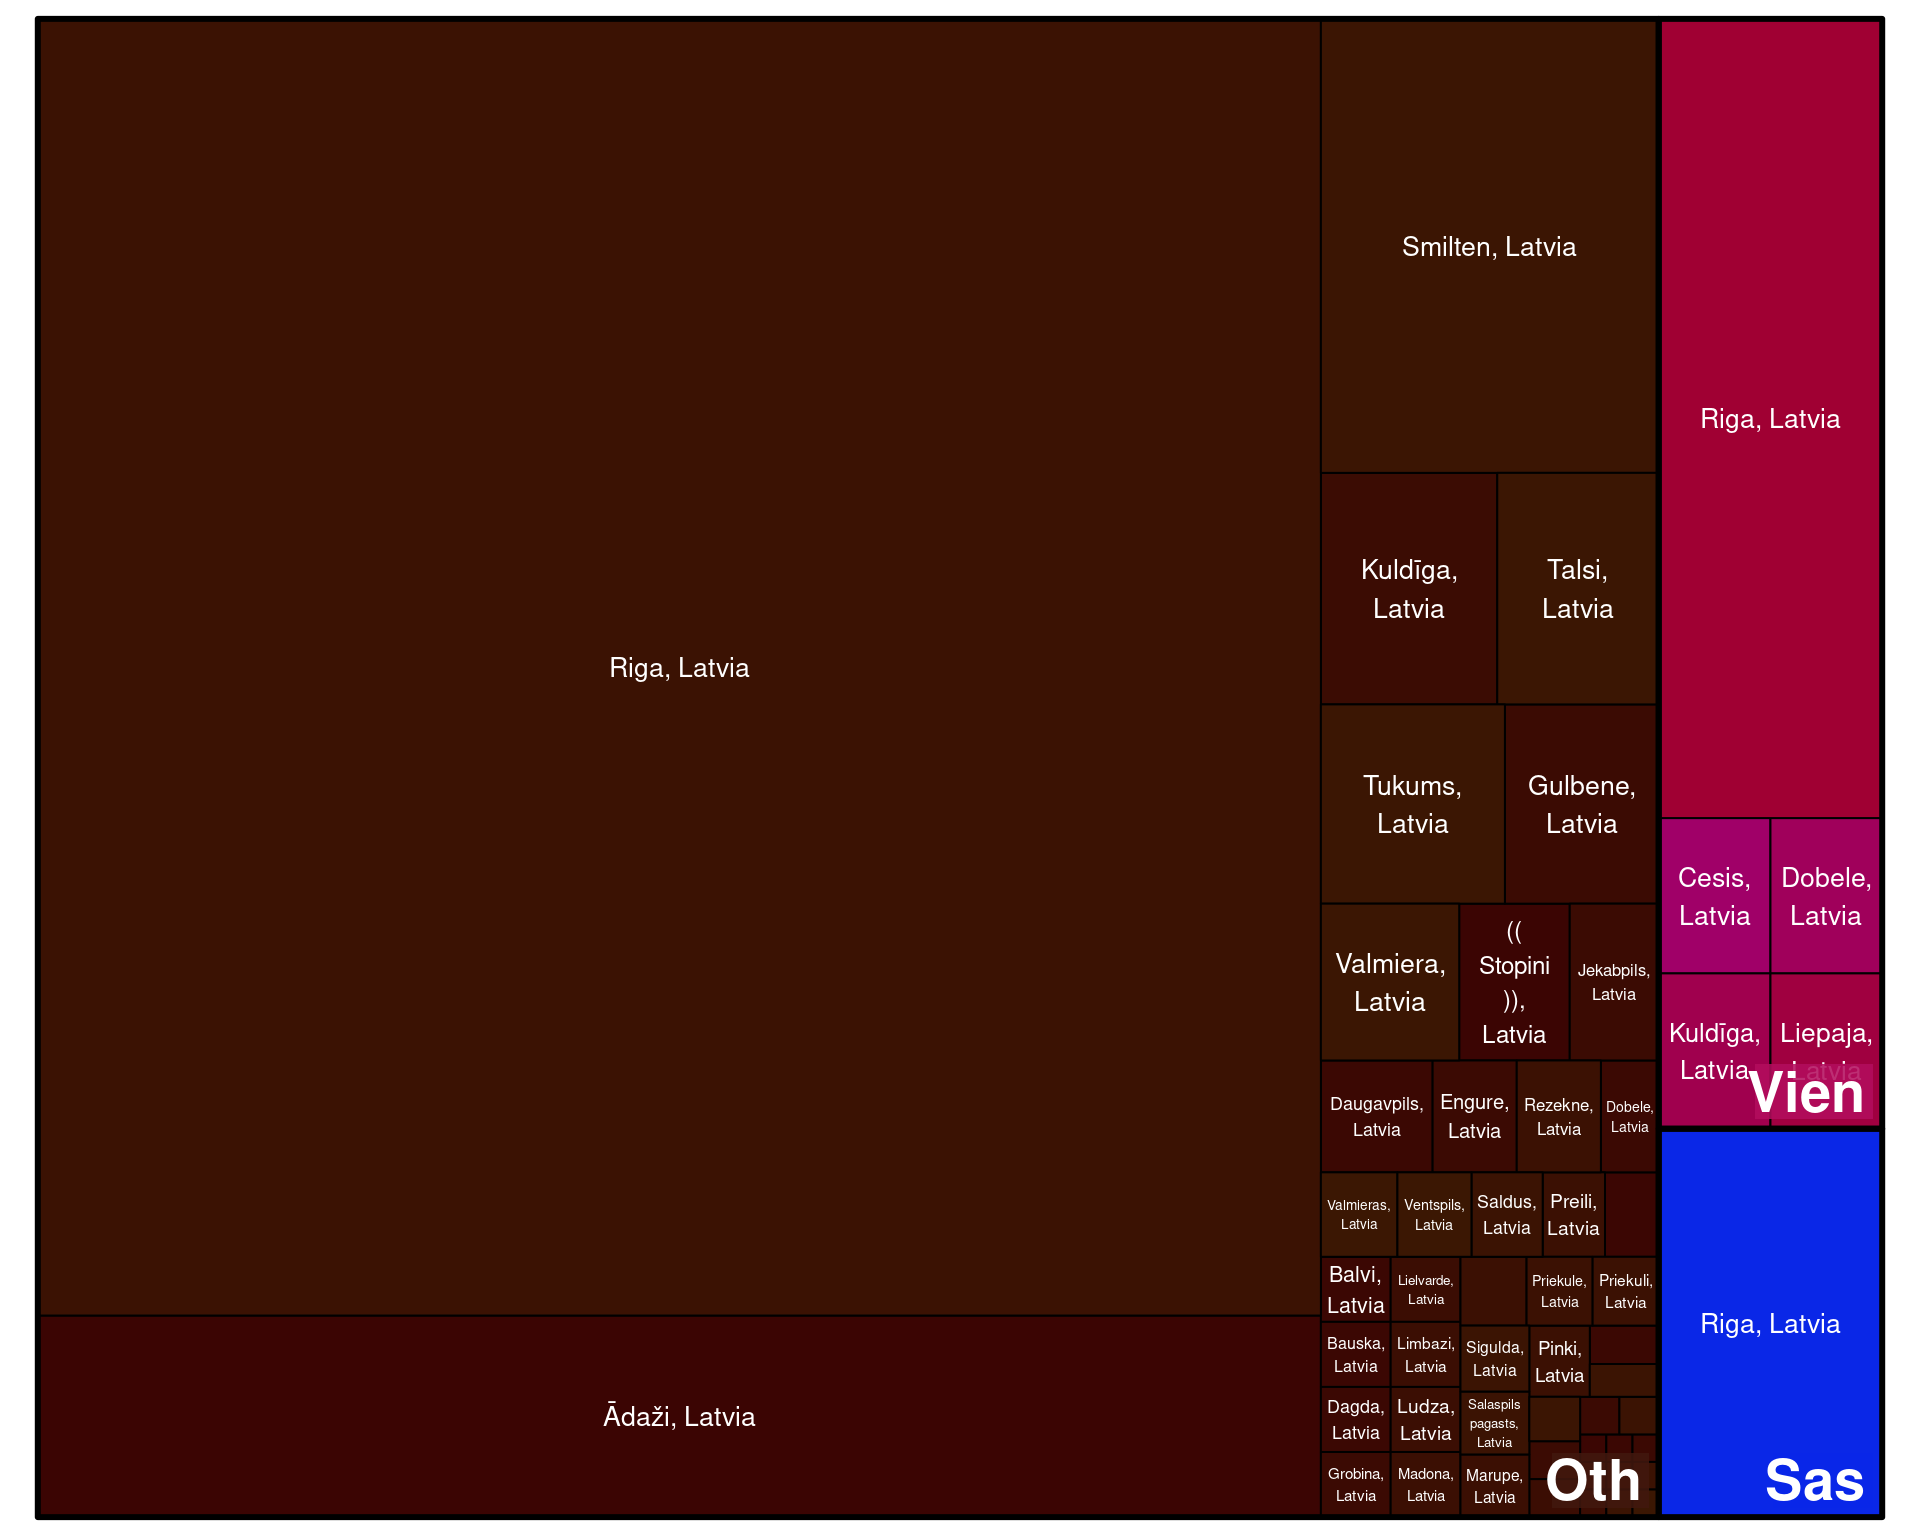 Riga, Latvia
Ādaži, Latvia
Smilten, Latvia
Kuldīga,
Latvia
Talsi,
Latvia
Tukums,
Latvia
Gulbene,
Latvia
Valmiera,
Latvia
((
Stopini
)),
Latvia
Jekabpils,
Latvia
Daugavpils,
Latvia
Engure,
Latvia
Rezekne,
Latvia
Dobele,
Latvia
Valmieras,
Latvia
Ventspils,
Latvia
Saldus,
Latvia
Preili,
Latvia
Balvi,
Latvia
Lielvarde,
Latvia
Priekule,
Latvia
Priekuli,
Latvia
Bauska,
Latvia
Limbazi,
Latvia
Sigulda,
Latvia
Pinki,
Latvia
Dagda,
Latvia
Ludza,
Latvia
Salaspils
pagasts,
Latvia
Grobina,
Latvia
Madona,
Latvia
Marupe,
Latvia
Oth
Riga, Latvia
Cesis,
Latvia
Dobele,
Latvia
Kuldīga,
Latvia
Liepaja,
Latvia
Vien
Riga, Latvia
Sas